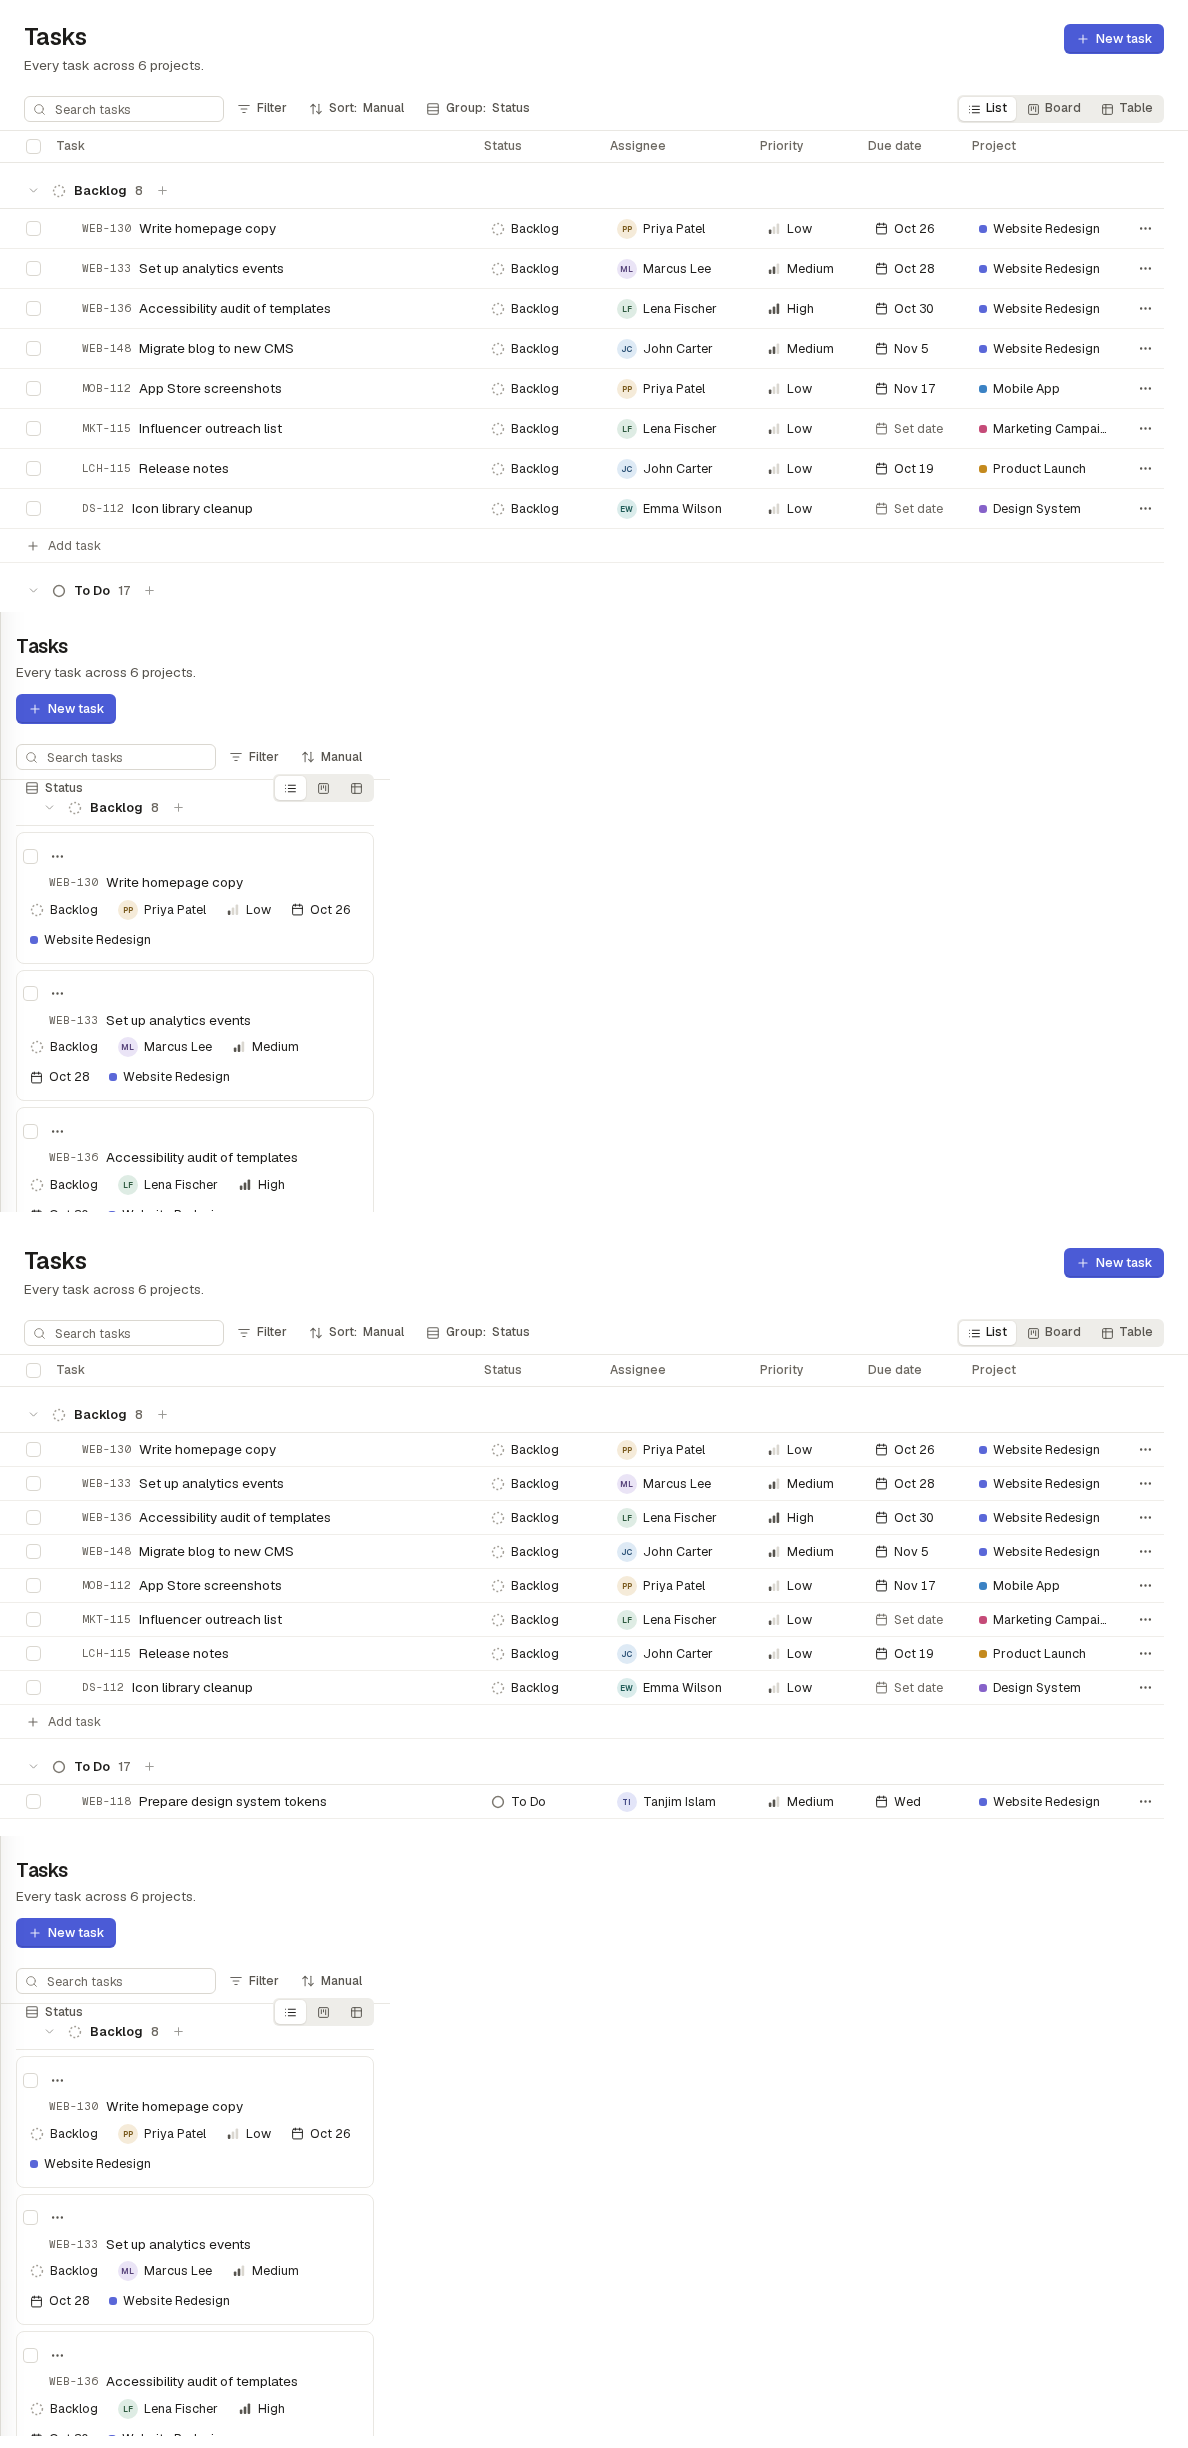 Tasks
New task
Every task across 6 projects.
Search tasks Filter Sort: Manual Group: Status List Board Table
Task Status Assignee Priority Due date Project
Backlog 8
WEB-130 Write homepage copy Backlog PP Priya Patel Low Oct 26 Website Redesign
WEB-133 Set up analytics events Backlog ML Marcus Lee Medium Oct 28 Website Redesign
WEB-136 Accessibility audit of templates Backlog LF Lena Fischer High Oct 30 Website Redesign
WEB-148 Migrate blog to new CMS Backlog JC John Carter Medium Nov 5 Website Redesign
MOB-112 App Store screenshots Backlog PP Priya Patel Low Nov 17 Mobile App
MKT-115 Influencer outreach list Backlog LF Lena Fischer Low Set date Marketing Campai…
LCH-115 Release notes Backlog JC John Carter Low Oct 19 Product Launch
DS-112 Icon library cleanup Backlog EW Emma Wilson Low Set date Design System
Add task
To Do 17
Tasks
Every task across 6 projects.
New task
Search tasks Filter Manual
Status
Backlog 8
WEB-130 Write homepage copy
Backlog PP Priya Patel Low Oct 26
Website Redesign
WEB-133 Set up analytics events
Backlog ML Marcus Lee Medium
Oct 28 Website Redesign
WEB-136 Accessibility audit of templates
Backlog LF Lena Fischer High
Tasks
New task
Every task across 6 projects.
Search tasks Filter Sort: Manual Group: Status List Board Table
Task Status Assignee Priority Due date Project
Backlog 8
WEB-130 Write homepage copy Backlog PP Priya Patel Low Oct 26 Website Redesign
WEB-133 Set up analytics events Backlog ML Marcus Lee Medium Oct 28 Website Redesign
WEB-136 Accessibility audit of templates Backlog LF Lena Fischer High Oct 30 Website Redesign
WEB-148 Migrate blog to new CMS Backlog JC John Carter Medium Nov 5 Website Redesign
MOB-112 App Store screenshots Backlog PP Priya Patel Low Nov 17 Mobile App
MKT-115 Influencer outreach list Backlog LF Lena Fischer Low Set date Marketing Campai…
LCH-115 Release notes Backlog JC John Carter Low Oct 19 Product Launch
DS-112 Icon library cleanup Backlog EW Emma Wilson Low Set date Design System
Add task
To Do 17
WEB-118 Prepare design system tokens To Do TI Tanjim Islam Medium Wed Website Redesign
Tasks
Every task across 6 projects.
New task
Search tasks Filter Manual
Status
Backlog 8
WEB-130 Write homepage copy
Backlog PP Priya Patel Low Oct 26
Website Redesign
WEB-133 Set up analytics events
Backlog ML Marcus Lee Medium
Oct 28 Website Redesign
WEB-136 Accessibility audit of templates
Backlog LF Lena Fischer High